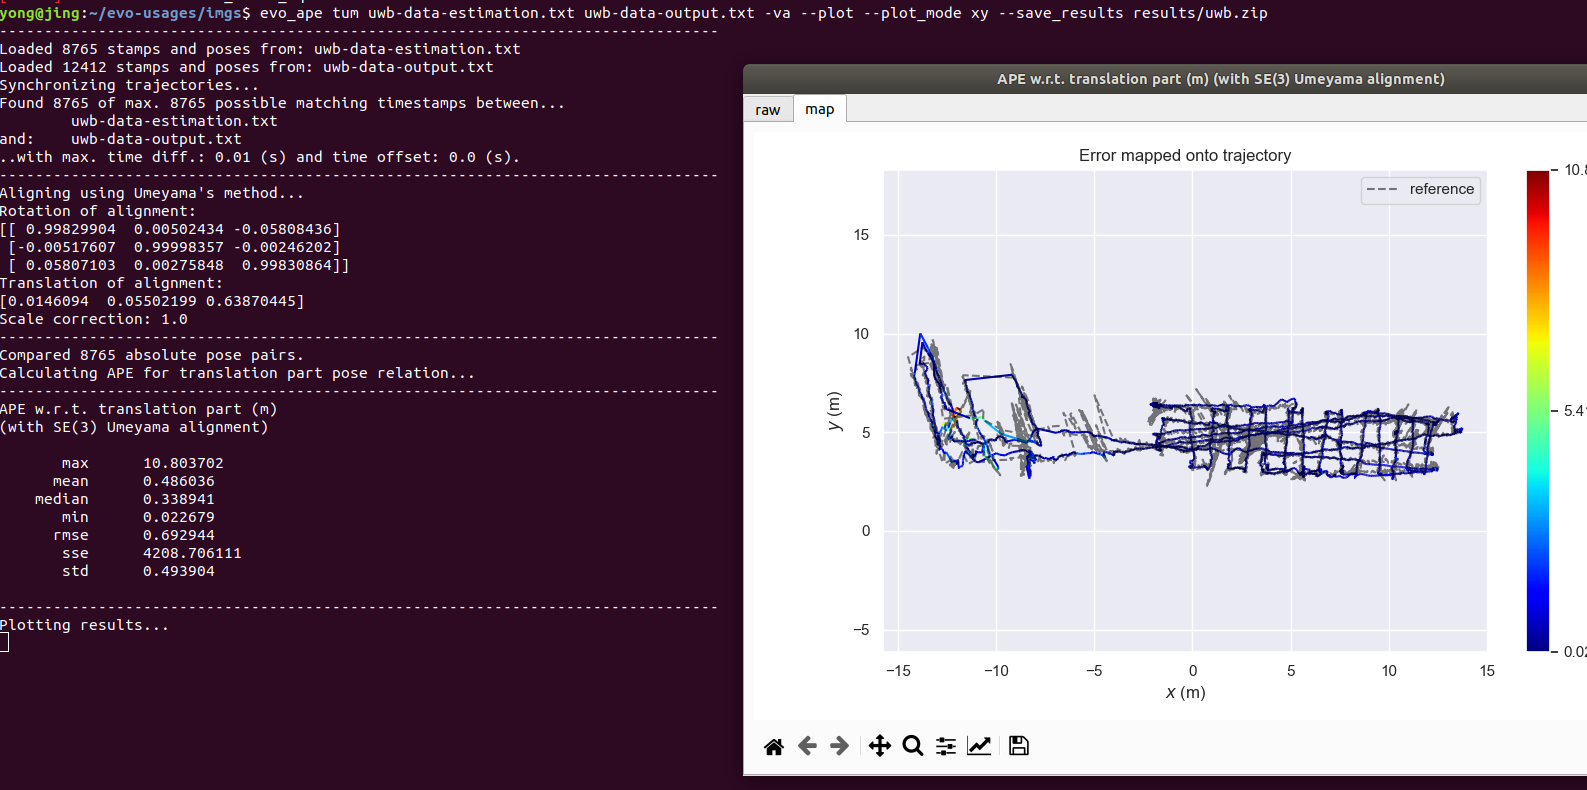 yong@jing:~/evo-usages/imgs$ evo_ape tum uwb-data-estimation.txt uwb-data-output.txt -va --plot --plot_mode xy --save_results results/uwb.zip
--------------------------------------------------------------------------------
Loaded 8765 stamps and poses from: uwb-data-estimation.txt
Loaded 12412 stamps and poses from: uwb-data-output.txt
Synchronizing trajectories...
Found 8765 of max. 8765 possible matching timestamps between...
uwb-data-estimation.txt
and: uwb-data-output.txt
..with max. time diff.: 0.01 (s) and time offset: 0.0 (s).
--------------------------------------------------------------------------------
Aligning using Umeyama's method...
Rotation of alignment:
[[ 0.99829904 0.00502434 -0.05808436]
[-0.00517607 0.99998357 -0.00246202]
[ 0.05807103 0.00275848 0.99830864]]
Translation of alignment:
[0.0146094 0.05502199 0.63870445]
Scale correction: 1.0
--------------------------------------------------------------------------------
Compared 8765 absolute pose pairs.
Calculating APE for translation part pose relation...
--------------------------------------------------------------------------------
APE w.r.t. translation part (m)
(with SE(3) Umeyama alignment)
max 10.803702
mean 0.486036
median 0.338941
min 0.022679
rmse 0.692944
sse 4208.706111
std 0.493904
--------------------------------------------------------------------------------
Plotting results...
APE w.r.t. translation part (m) (with SE(3) Umeyama alignment)
raw map
Error mapped onto trajectory
reference
15
10
5
0
−5
y (m)
−15 −10 −5 0 5 10 15
x (m)
10.8
5.41
0.02